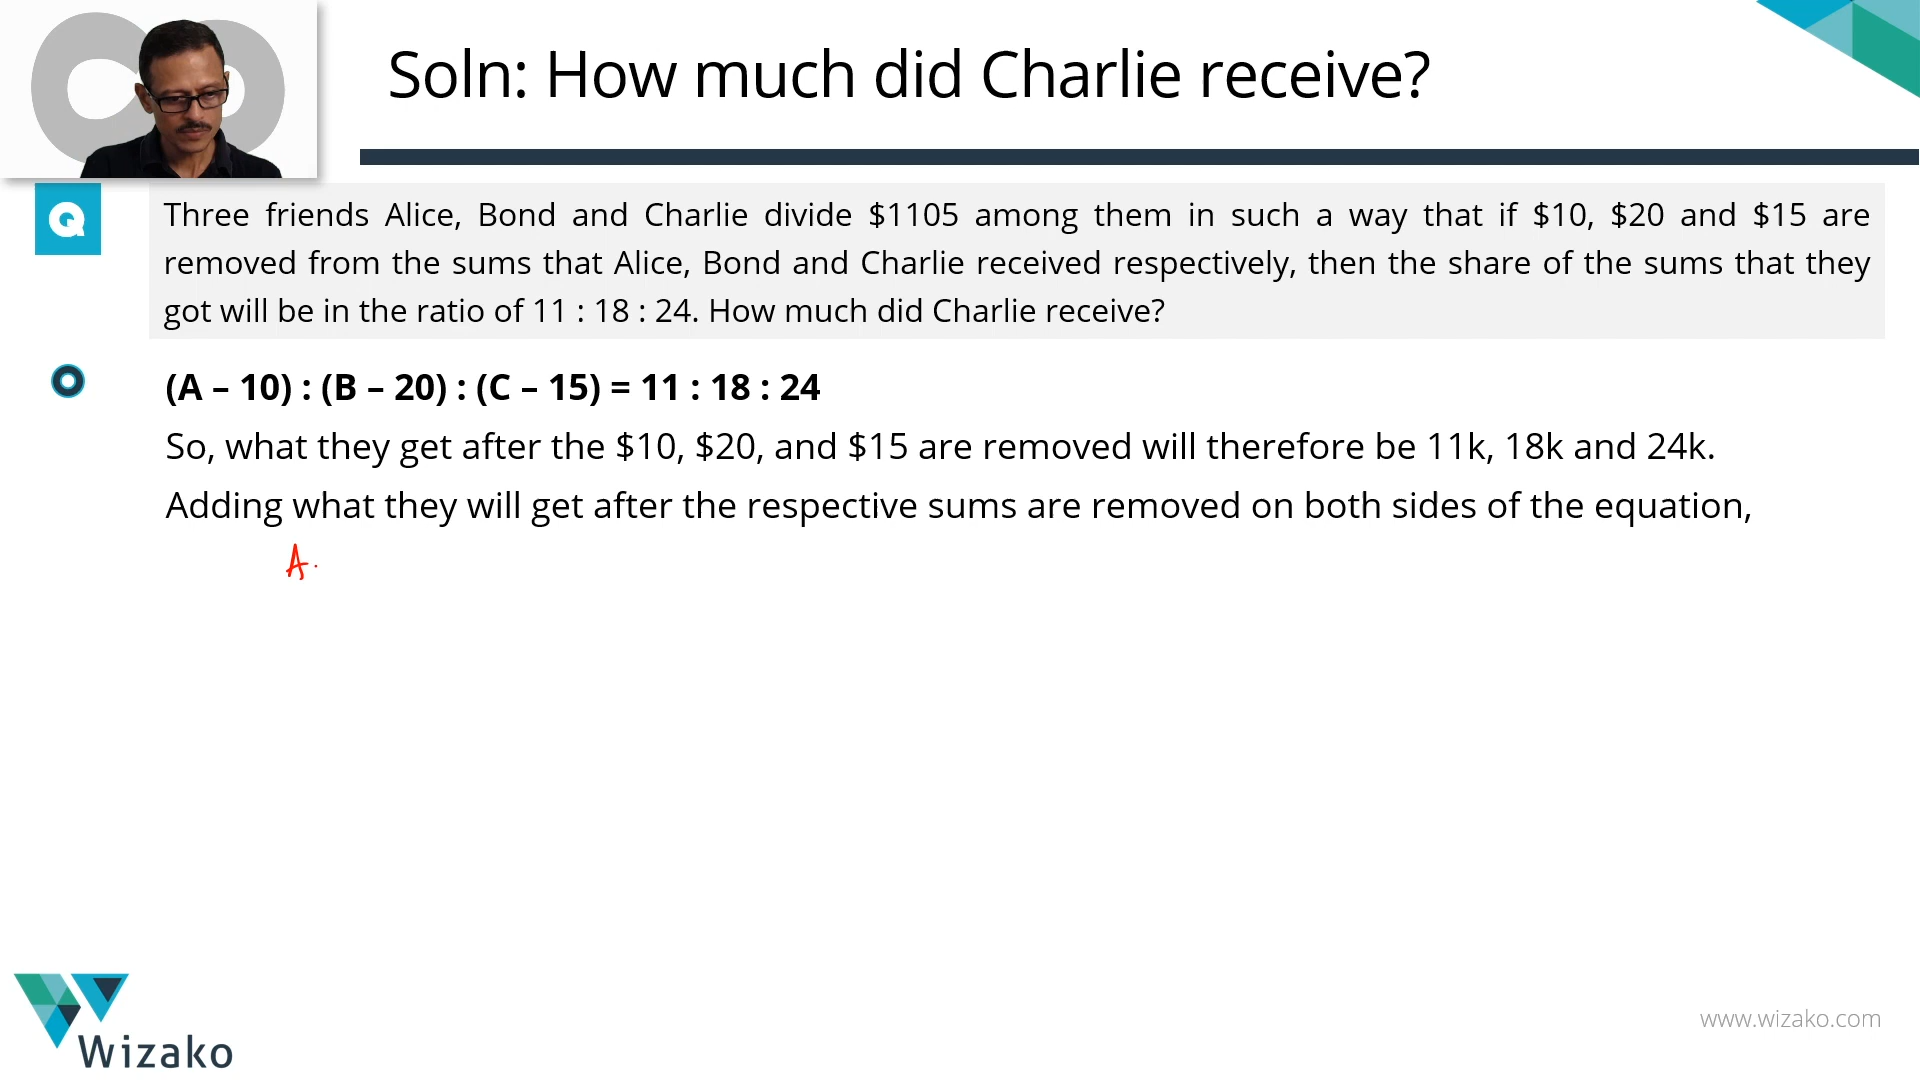 Soln: How much did Charlie receive?
Q
Three friends Alice, Bond and Charlie divide $1105 among them in such a way that if $10, $20 and $15 are
removed from the sums that Alice, Bond and Charlie received respectively, then the share of the sums that they
got will be in the ratio of 11 : 18 : 24. How much did Charlie receive?
(A – 10) : (B – 20) : (C – 15) = 11 : 18 : 24
So, what they get after the $10, $20, and $15 are removed will therefore be 11k, 18k and 24k.
Adding what they will get after the respective sums are removed on both sides of the equation,
A
Wizako
www.wizako.com